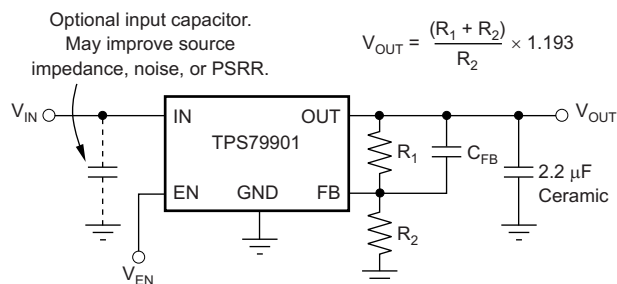 Optional input capacitor.
May improve source
impedance, noise, or PSRR.
V_OUT = (R_1 + R_2) / R_2 × 1.193
V_IN
IN
OUT
V_OUT
TPS79901
R_1
C_FB
2.2 μF
Ceramic
EN
GND
FB
R_2
V_EN